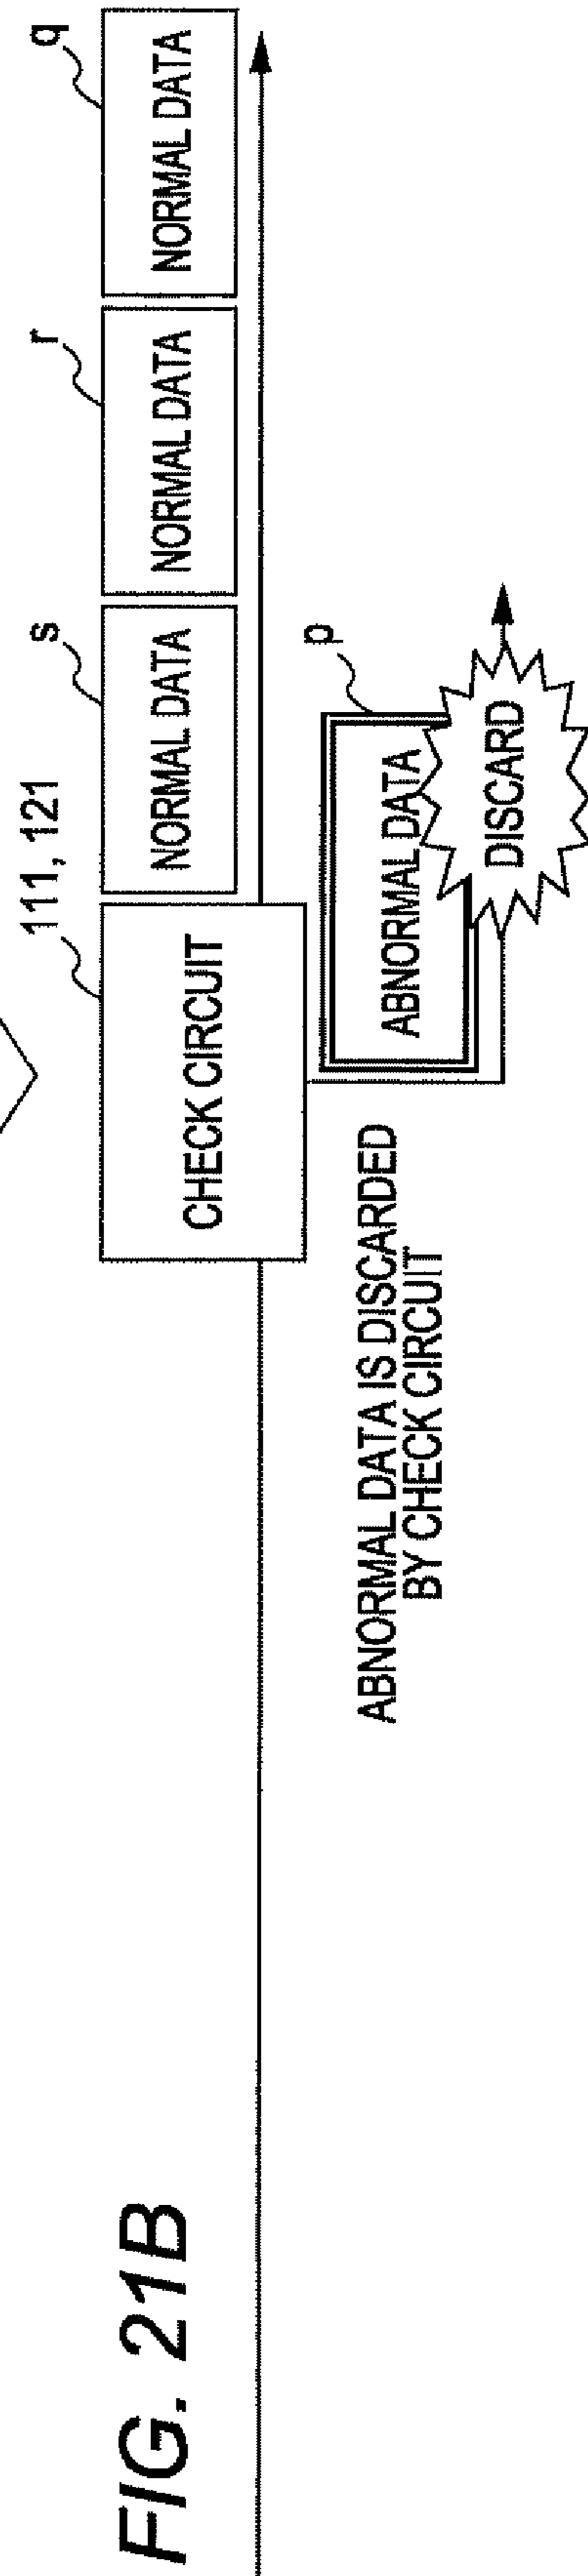 FIG. 21B
111, 121
s
r
q
CHECK CIRCUIT
NORMAL DATA
NORMAL DATA
NORMAL DATA
p
ABNORMAL DATA
DISCARD
ABNORMAL DATA IS DISCARDED
BY CHECK CIRCUIT